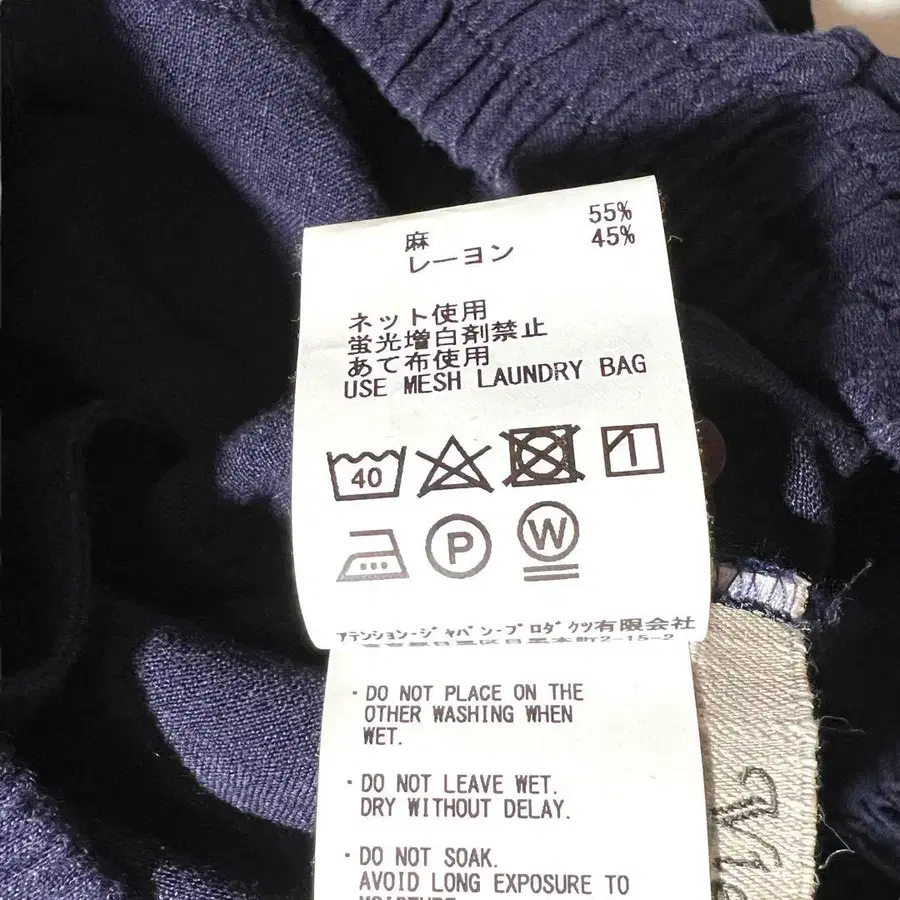 麻 55%
レーヨン 45%
ネット使用
蛍光増白剤禁止
あて布使用
USE MESH LAUNDRY BAG
40
P W
アテンション・ジャパン・プロダクツ有限会社
・DO NOT PLACE ON THE
OTHER WASHING WHEN
WET.
・DO NOT LEAVE WET.
DRY WITHOUT DELAY.
・DO NOT SOAK.
AVOID LONG EXPOSURE TO